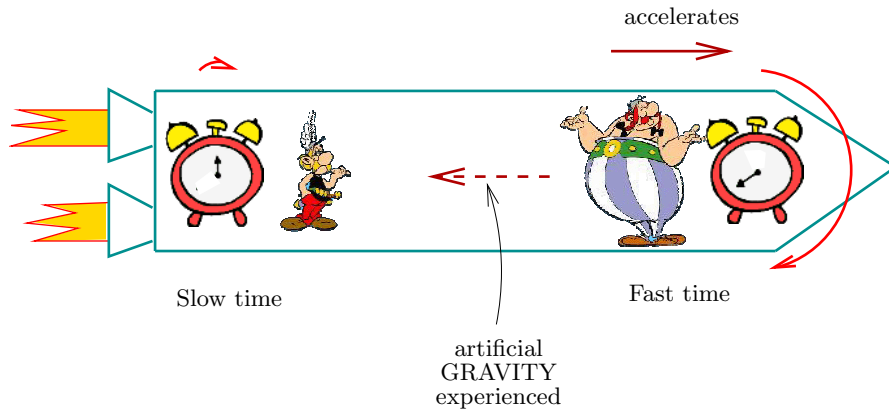 accelerates
Slow time
Fast time
artificial
GRAVITY
experienced